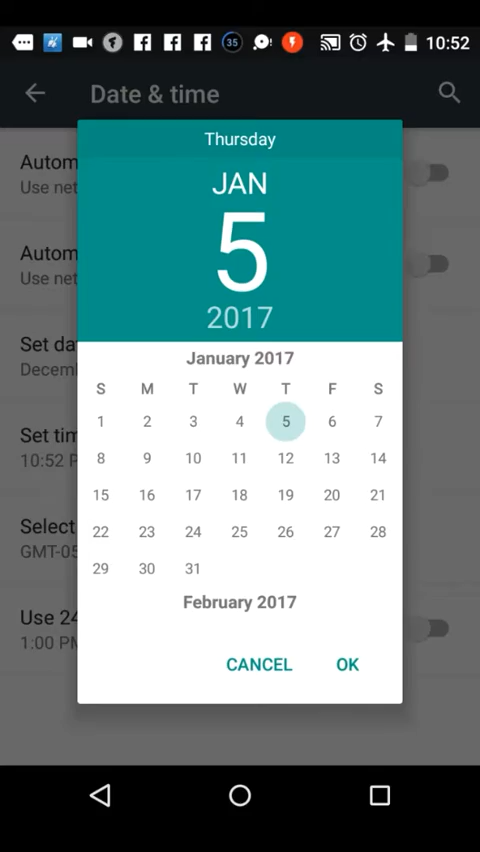 35 10:52
Date & time
Thursday
JAN
5
2017
January 2017
S M T W T F S
1 2 3 4 5 6 7
8 9 10 11 12 13 14
15 16 17 18 19 20 21
22 23 24 25 26 27 28
29 30 31
February 2017
CANCEL OK
Autom
Use net
Autom
Use net
Set da
Decem
Set tim
10:52 P
Select
GMT-05
Use 24
1:00 PM